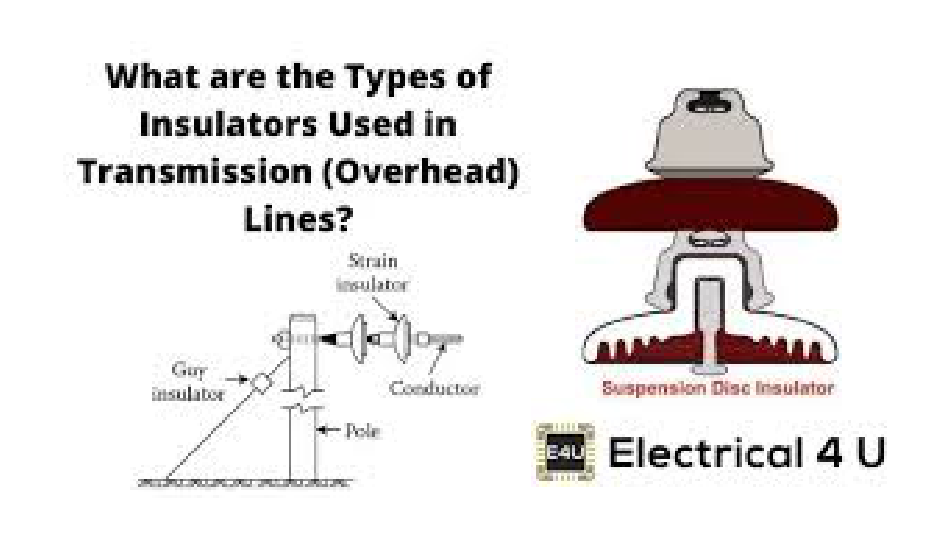 What are the Types of
Insulators Used in
Transmission (Overhead)
Lines?
Strain
insulator
Guy
insulator
Conductor
Pole
Suspension Disc Insulator
E4U
Electrical 4 U